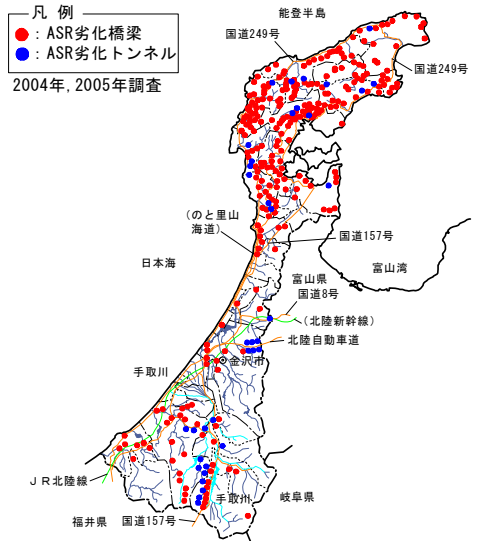 凡 例
：ASR劣化橋梁
：ASR劣化トンネル
2004年,2005年調査
能登半島
国道249号
国道249号
(のと里山
海道)
国道157号
日本海
富山湾
富山県
国道8号
(北陸新幹線)
北陸自動車道
金沢市
手取川
JR北陸線
手取川
岐阜県
福井県
国道157号